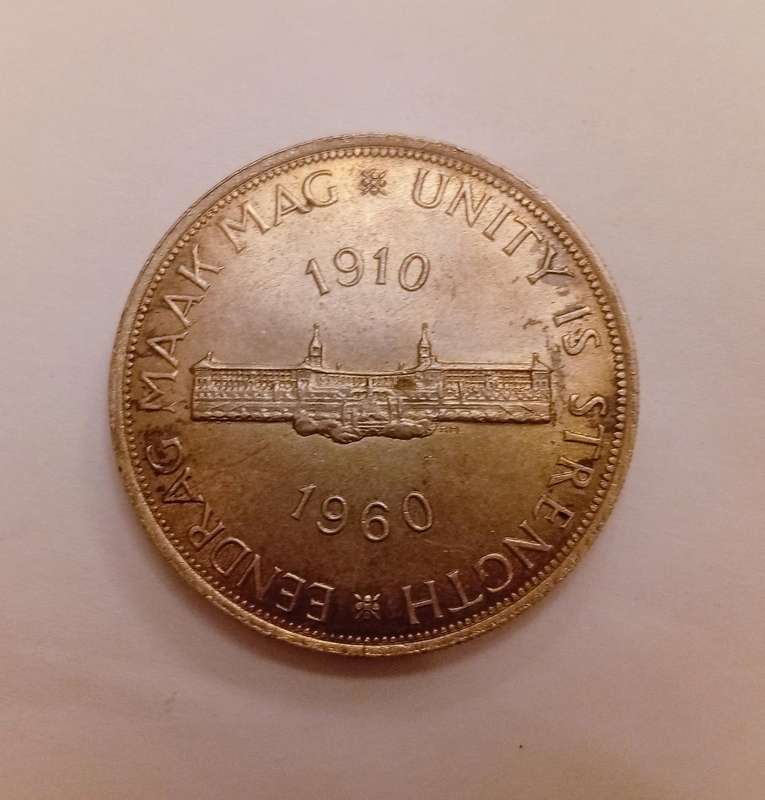 EENDRAG MAAK MAG
UNITY IS STRENGTH
1910
1960